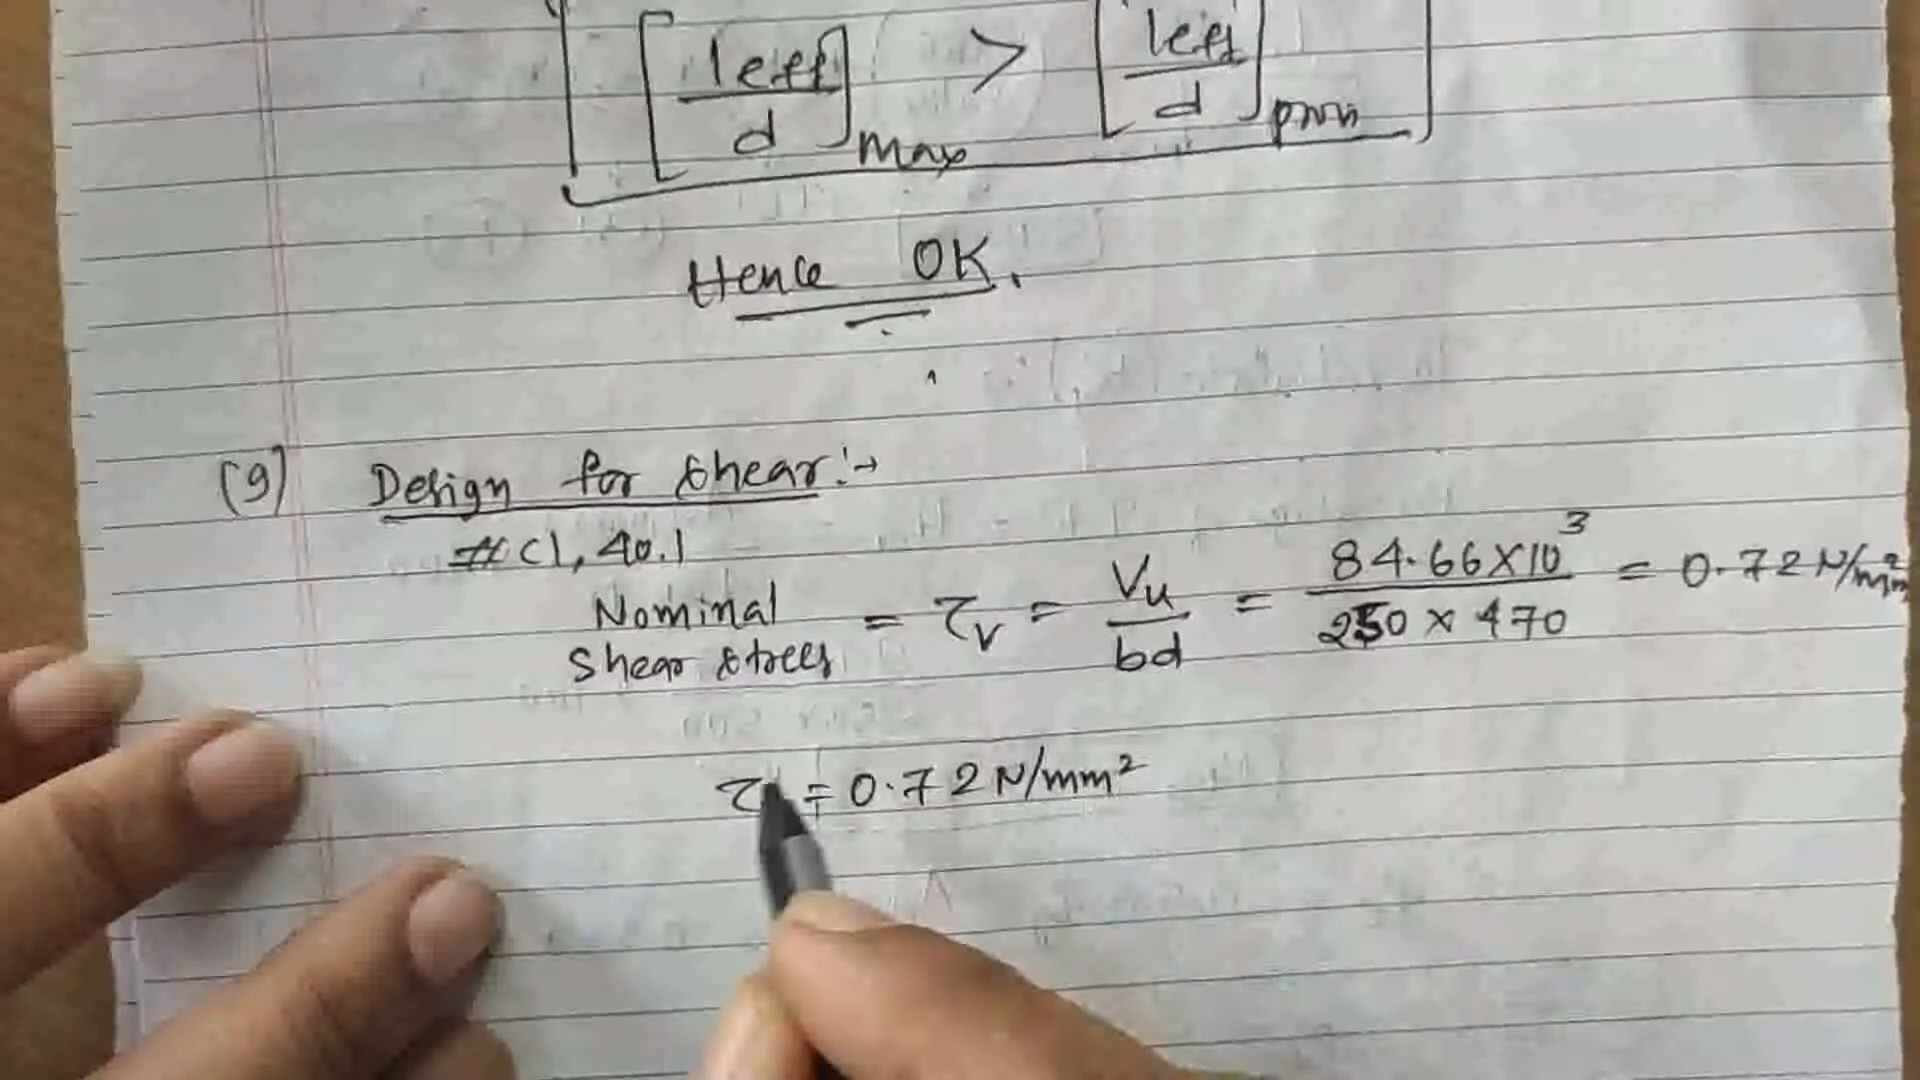 [leff/d]max > [leff/d]prov
Hence OK.
(9) Design for shear:→
# Cl, 40.1
Nominal Shear stress = τv = Vu/bd = 84.66×10³/250 × 470 = 0.72 N/mm²
τ = 0.72 N/mm²